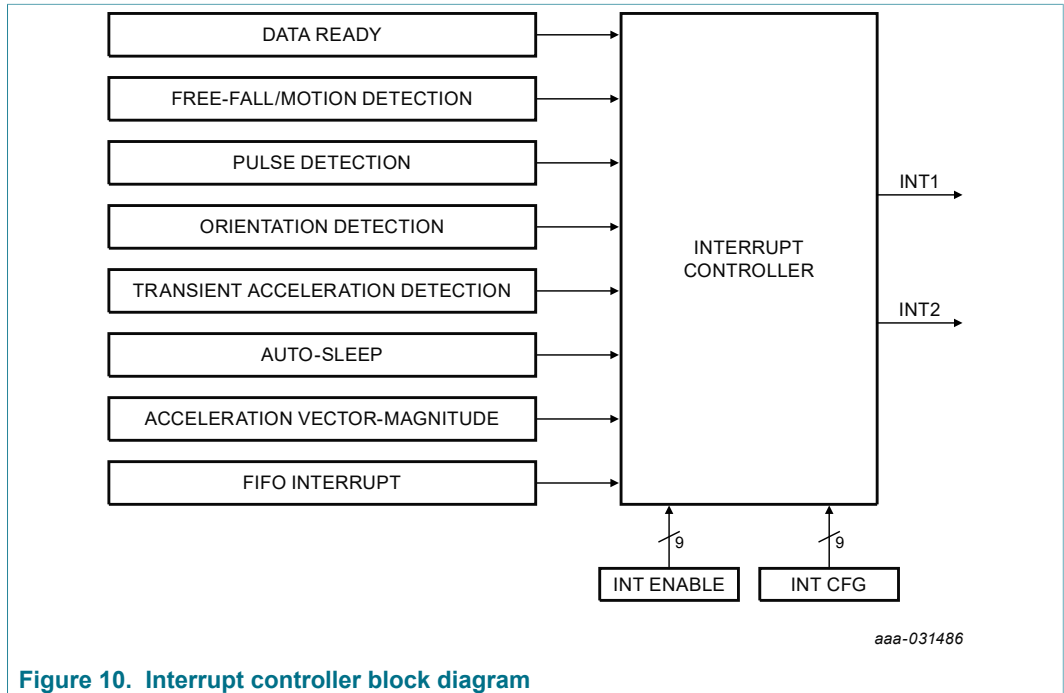 DATA READY
FREE-FALL/MOTION DETECTION
PULSE DETECTION
ORIENTATION DETECTION
TRANSIENT ACCELERATION DETECTION
AUTO-SLEEP
ACCELERATION VECTOR-MAGNITUDE
FIFO INTERRUPT
INTERRUPT
CONTROLLER
INT1
INT2
9
9
INT ENABLE
INT CFG
aaa-031486
Figure 10. Interrupt controller block diagram